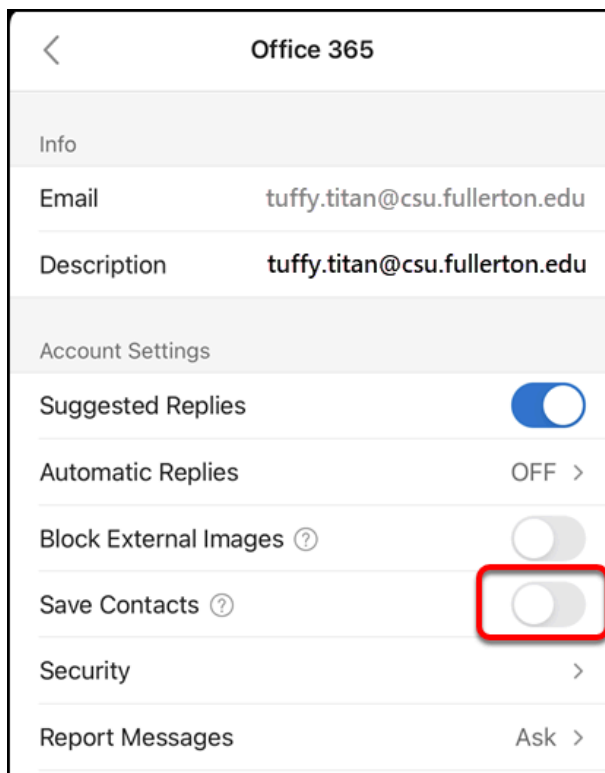 Office 365
Info
Email tuffy.titan@csu.fullerton.edu
Description tuffy.titan@csu.fullerton.edu
Account Settings
Suggested Replies
Automatic Replies OFF >
Block External Images ?
Save Contacts ?
Security >
Report Messages Ask >